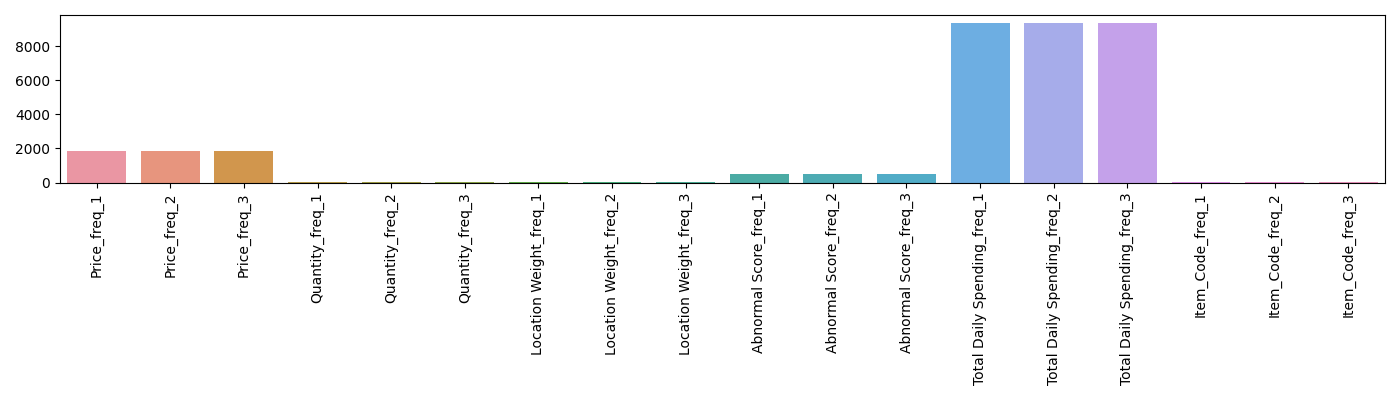 8000
6000
4000
2000
0
Price_freq_1
Price_freq_2
Price_freq_3
Quantity_freq_1
Quantity_freq_2
Quantity_freq_3
Location Weight_freq_1
Location Weight_freq_2
Location Weight_freq_3
Abnormal Score_freq_1
Abnormal Score_freq_2
Abnormal Score_freq_3
Total Daily Spending_freq_1
Total Daily Spending_freq_2
Total Daily Spending_freq_3
Item_Code_freq_1
Item_Code_freq_2
Item_Code_freq_3